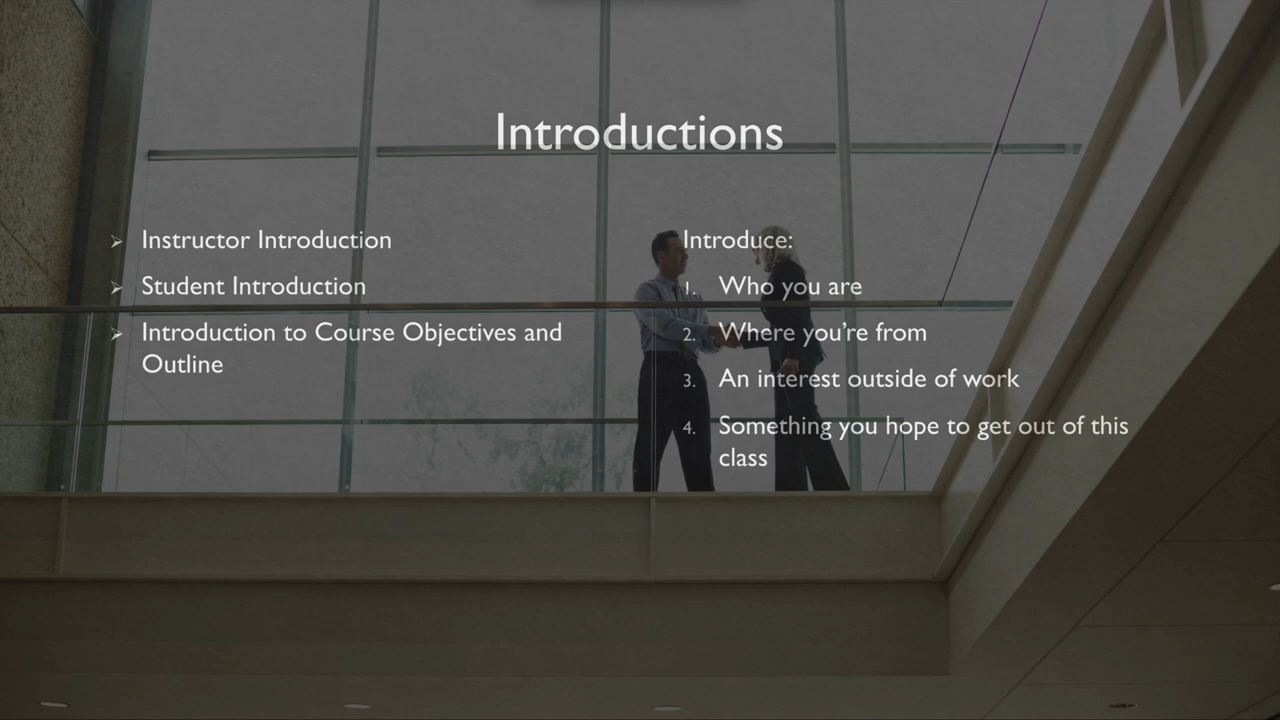 Introductions
➢ Instructor Introduction
➢ Student Introduction
➢ Introduction to Course Objectives and
Outline
Introduce:
1. Who you are
2. Where you're from
3. An interest outside of work
4. Something you hope to get out of this
class